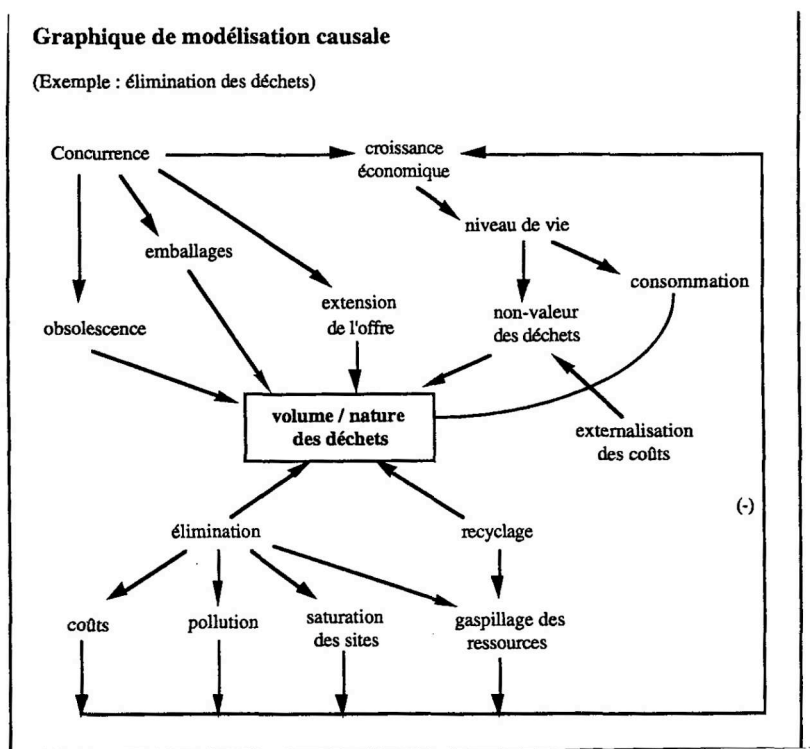 Graphique de modélisation causale
(Exemple : élimination des déchets)
Concurrence
croissance
économique
niveau de vie
emballages
consommation
extension
de l'offre
non-valeur
des déchets
obsolescence
volume / nature
des déchets
externalisation
des coûts
(-)
élimination
recyclage
coûts
pollution
saturation
des sites
gaspillage des
ressources